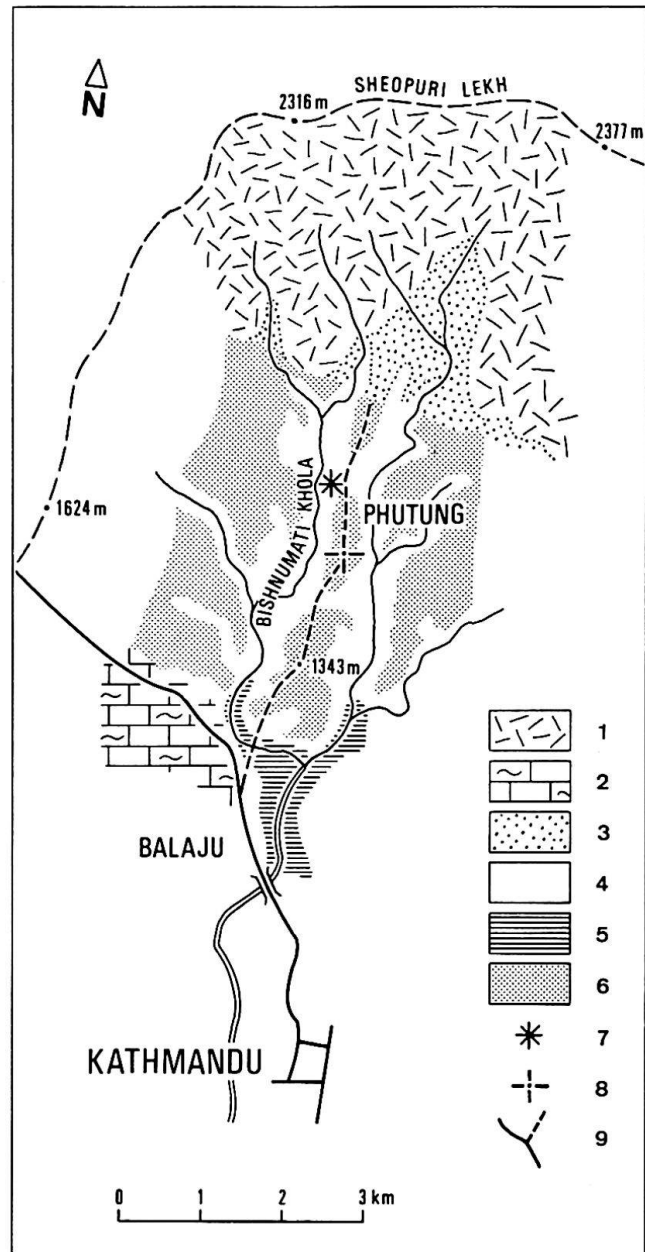 N
SHEOPURI LEKH
2316 m
2377 m
BISHNUMATI KHOLA
PHUTUNG
1624 m
1343 m
BALAJU
KATHMANDU
1
2
3
4
5
6
7
8
9
0 1 2 3 km